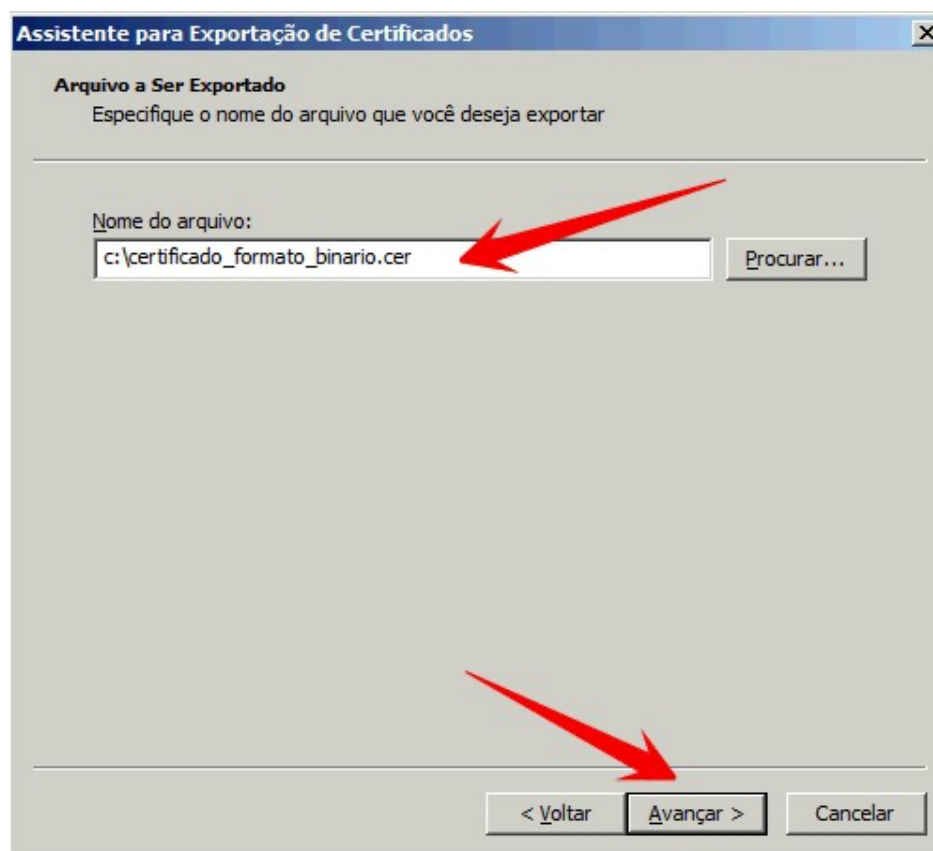 Assistente para Exportação de Certificados
Arquivo a Ser Exportado
Especifique o nome do arquivo que você deseja exportar
Nome do arquivo:
c:\certificado_formato_binario.cer
Procurar...
< Voltar Avançar > Cancelar